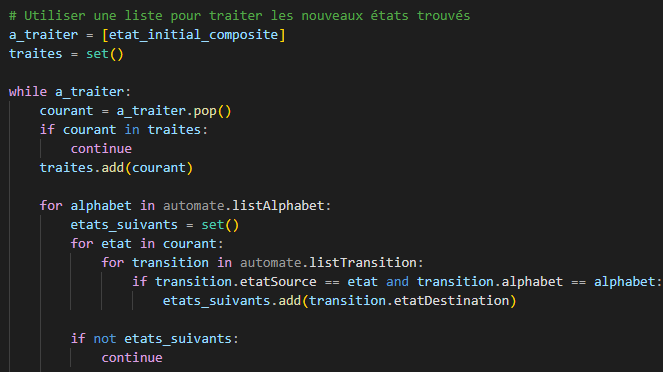 # Utiliser une liste pour traiter les nouveaux états trouvés
a_traiter = [etat_initial_composite]
traites = set()

while a_traiter:
    courant = a_traiter.pop()
    if courant in traites:
        continue
    traites.add(courant)

    for alphabet in automate.listAlphabet:
        etats_suivants = set()
        for etat in courant:
            for transition in automate.listTransition:
                if transition.etatSource == etat and transition.alphabet == alphabet:
                    etats_suivants.add(transition.etatDestination)

        if not etats_suivants:
            continue